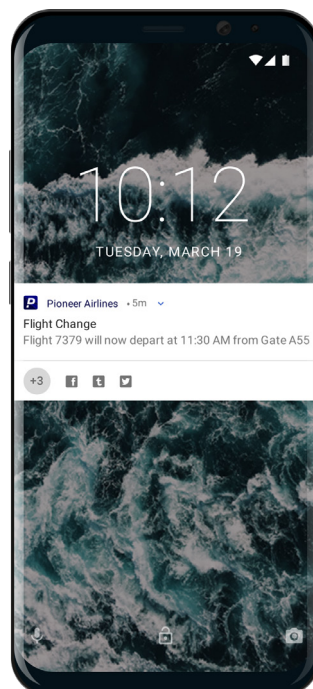 10:12
TUESDAY, MARCH 19
P Pioneer Airlines • 5m
Flight Change
Flight 7379 will now depart at 11:30 AM from Gate A55
+3 f t